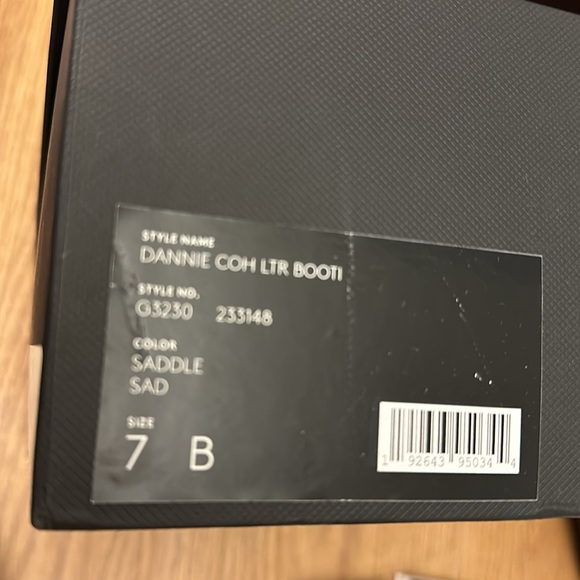 STYLE NAME
DANNIE COH LTR BOOTI
STYLE NO.
G3230 233148
COLOR
SADDLE
SAD
SIZE
7 B
1 92643 95034 4